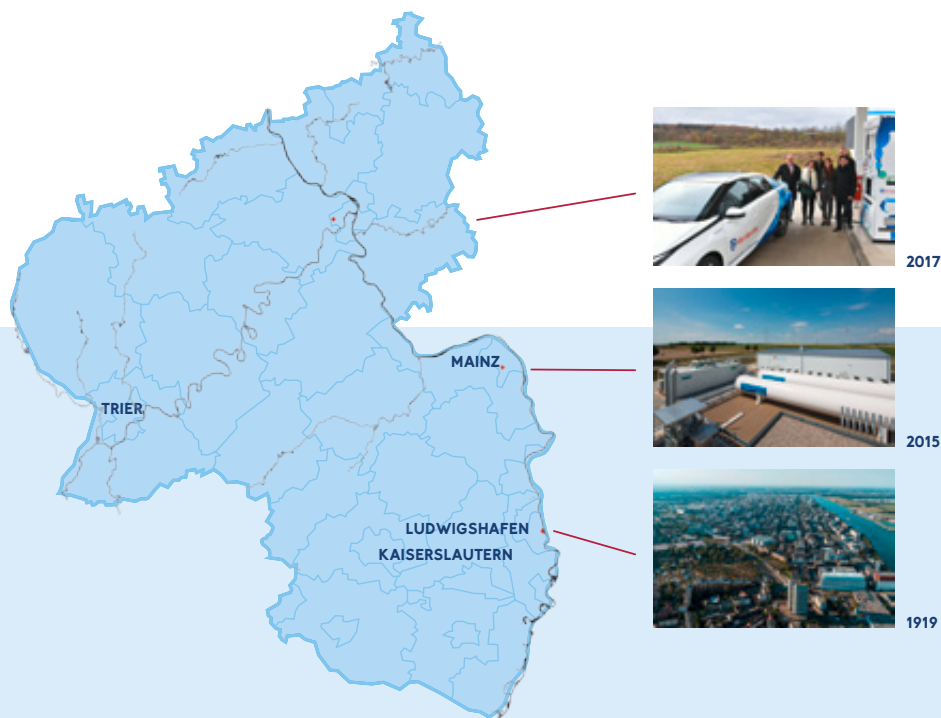 2017
MAINZ
TRIER
2015
LUDWIGSHAFEN
KAISERSLAUTERN
1919